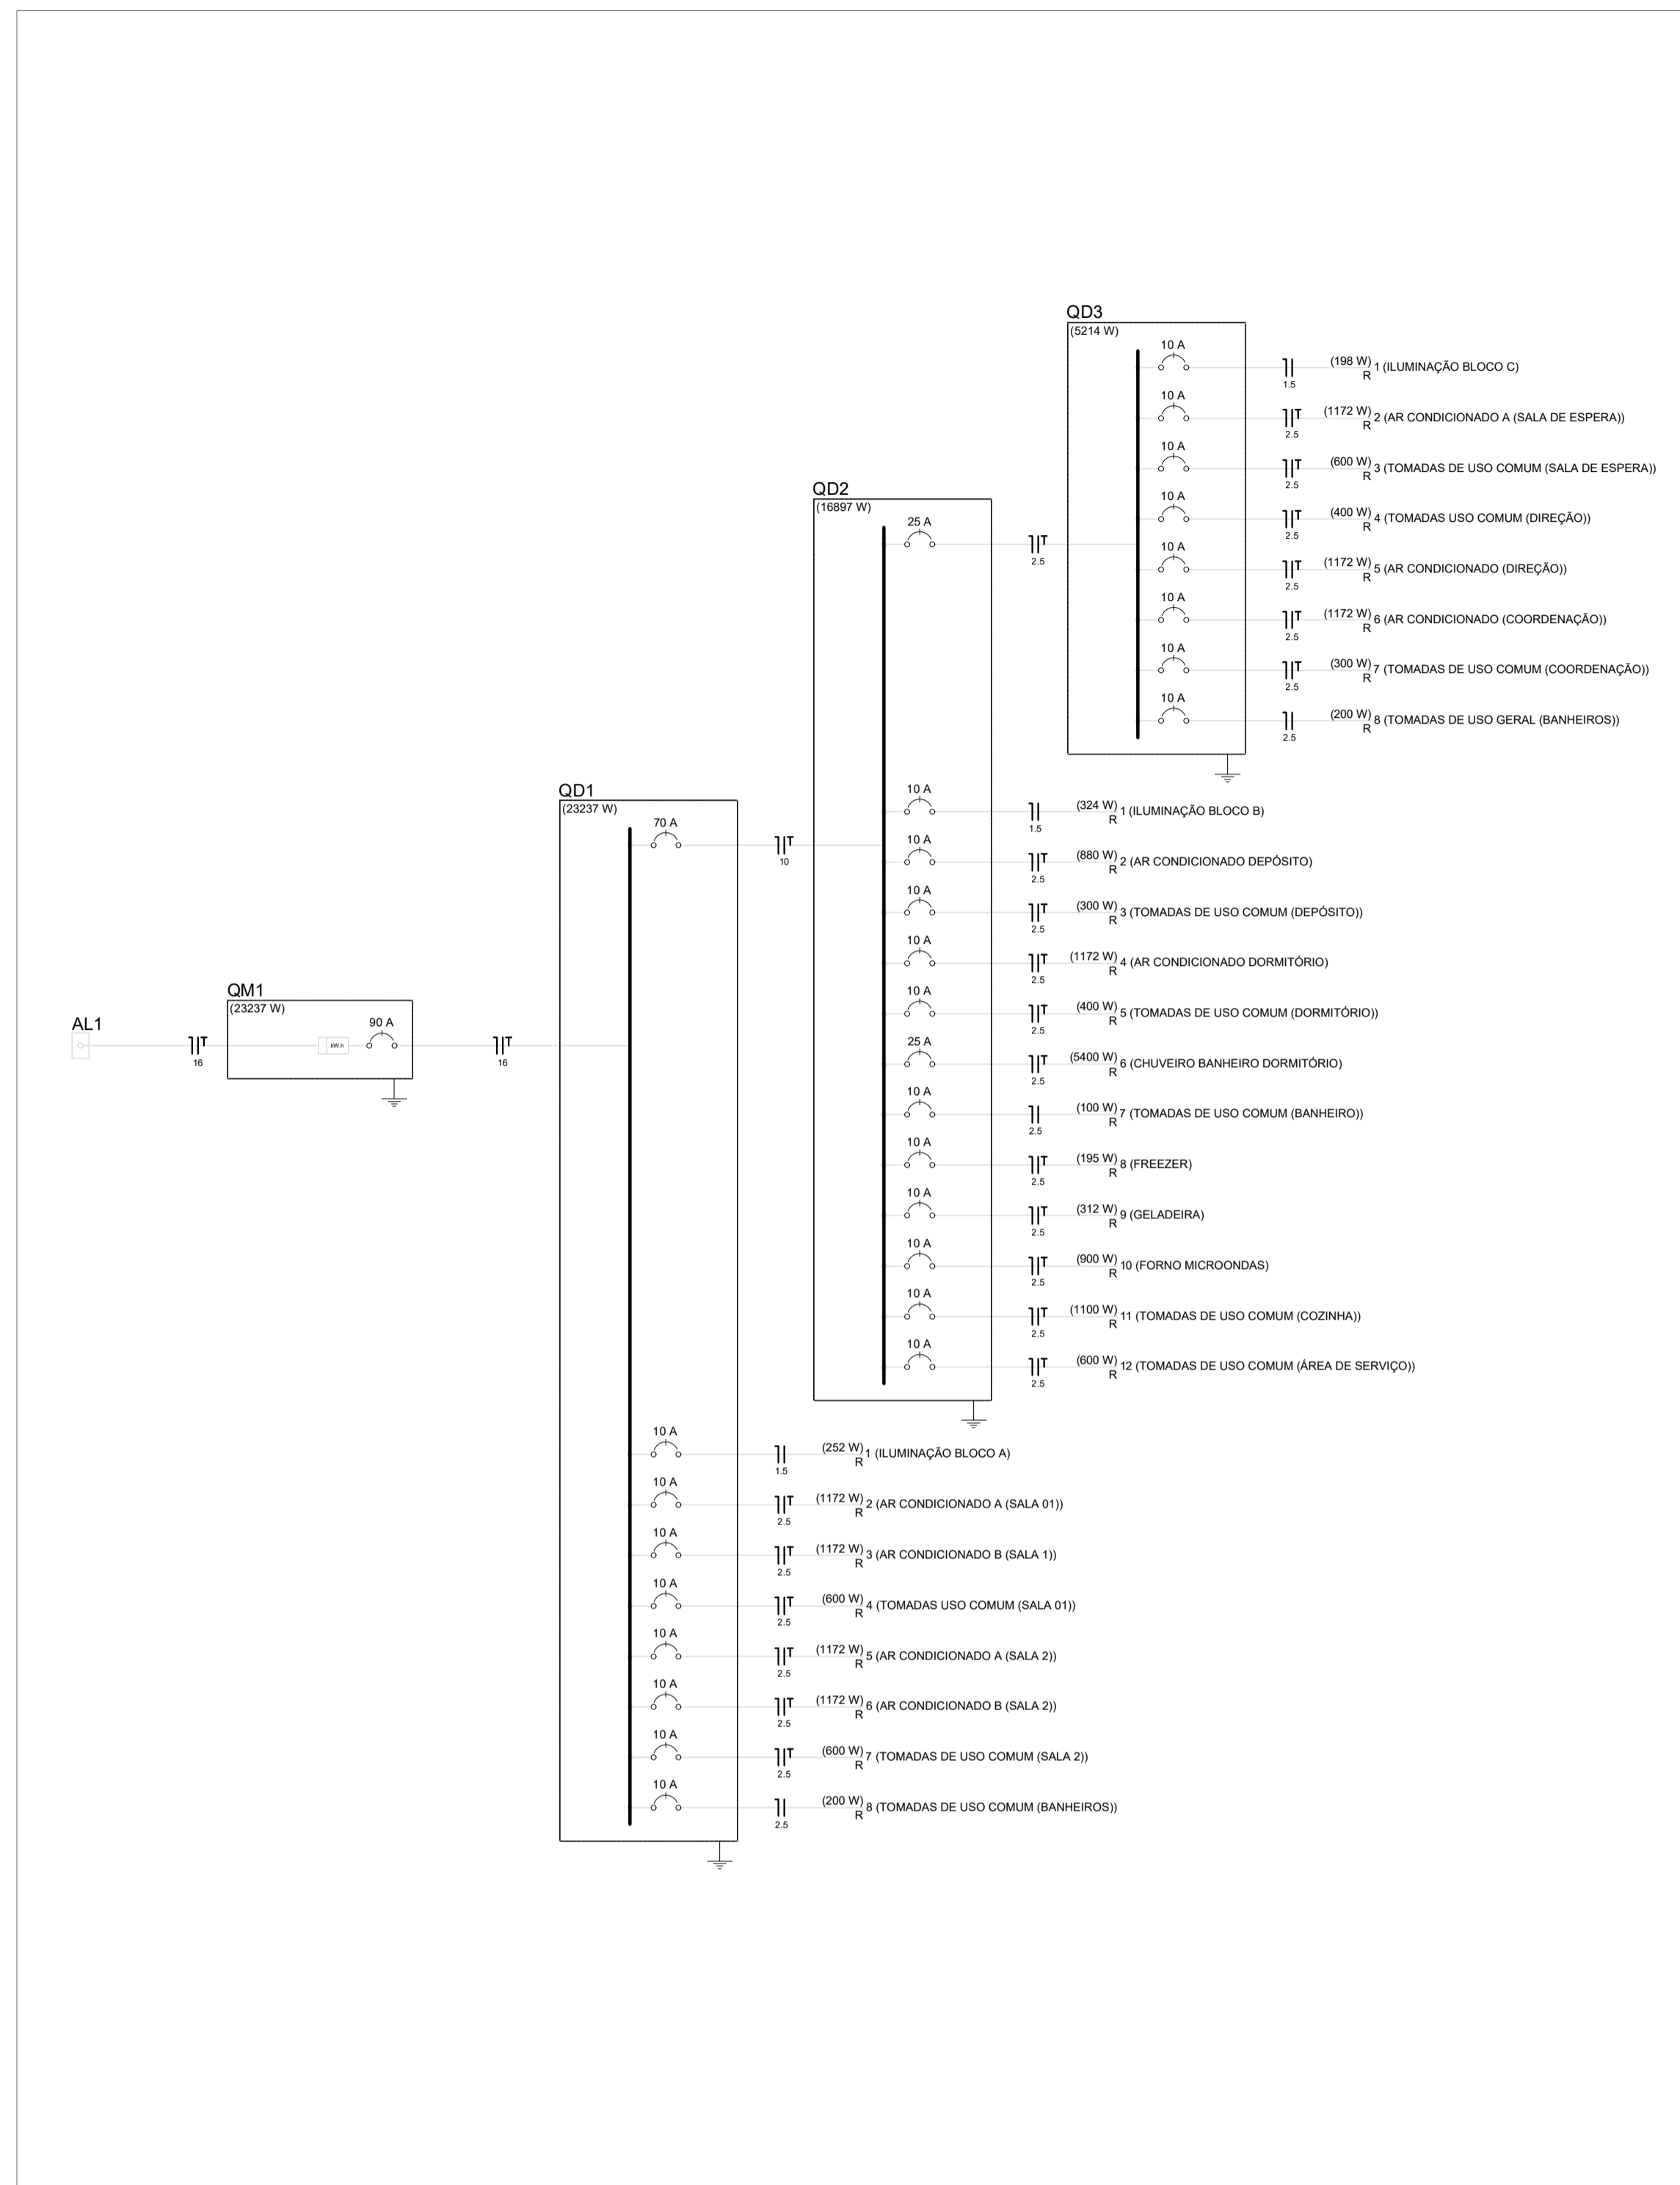 QD3
(5214 W)
10 A
(198 W)
R
1 (ILUMINAÇÃO BLOCO C)
1.5
10 A
(1172 W)
R
2 (AR CONDICIONADO A (SALA DE ESPERA))
T
2.5
10 A
(600 W)
R
3 (TOMADAS DE USO COMUM (SALA DE ESPERA))
T
2.5
10 A
(400 W)
R
4 (TOMADAS USO COMUM (DIREÇÃO))
T
2.5
10 A
(1172 W)
R
5 (AR CONDICIONADO (DIREÇÃO))
T
2.5
10 A
(1172 W)
R
6 (AR CONDICIONADO (COORDENAÇÃO))
T
2.5
10 A
(300 W)
R
7 (TOMADAS DE USO COMUM (COORDENAÇÃO))
T
2.5
10 A
(200 W)
R
8 (TOMADAS DE USO GERAL (BANHEIROS))
2.5
QD2
(16897 W)
25 A
T
2.5
10 A
(324 W)
R
1 (ILUMINAÇÃO BLOCO B)
1.5
10 A
(880 W)
R
2 (AR CONDICIONADO DEPÓSITO)
T
2.5
10 A
(300 W)
R
3 (TOMADAS DE USO COMUM (DEPÓSITO))
T
2.5
10 A
(1172 W)
R
4 (AR CONDICIONADO DORMITÓRIO)
T
2.5
10 A
(400 W)
R
5 (TOMADAS DE USO COMUM (DORMITÓRIO))
T
2.5
25 A
(5400 W)
R
6 (CHUVEIRO BANHEIRO DORMITÓRIO)
T
2.5
10 A
(100 W)
R
7 (TOMADAS DE USO COMUM (BANHEIRO))
2.5
10 A
(195 W)
R
8 (FREEZER)
T
2.5
10 A
(312 W)
R
9 (GELADEIRA)
T
2.5
10 A
(900 W)
R
10 (FORNO MICROONDAS)
T
2.5
10 A
(1100 W)
R
11 (TOMADAS DE USO COMUM (COZINHA))
T
2.5
10 A
(600 W)
R
12 (TOMADAS DE USO COMUM (ÁREA DE SERVIÇO))
T
2.5
QD1
(23237 W)
70 A
T
10
10 A
(252 W)
R
1 (ILUMINAÇÃO BLOCO A)
1.5
10 A
(1172 W)
R
2 (AR CONDICIONADO A (SALA 01))
T
2.5
10 A
(1172 W)
R
3 (AR CONDICIONADO B (SALA 1))
T
2.5
10 A
(600 W)
R
4 (TOMADAS USO COMUM (SALA 01))
T
2.5
10 A
(1172 W)
R
5 (AR CONDICIONADO A (SALA 2))
T
2.5
10 A
(1172 W)
R
6 (AR CONDICIONADO B (SALA 2))
T
2.5
10 A
(600 W)
R
7 (TOMADAS DE USO COMUM (SALA 2))
T
2.5
10 A
(200 W)
R
8 (TOMADAS DE USO COMUM (BANHEIROS))
2.5
QM1
(23237 W)
90 A
kW.h
AL1
T
16
T
16